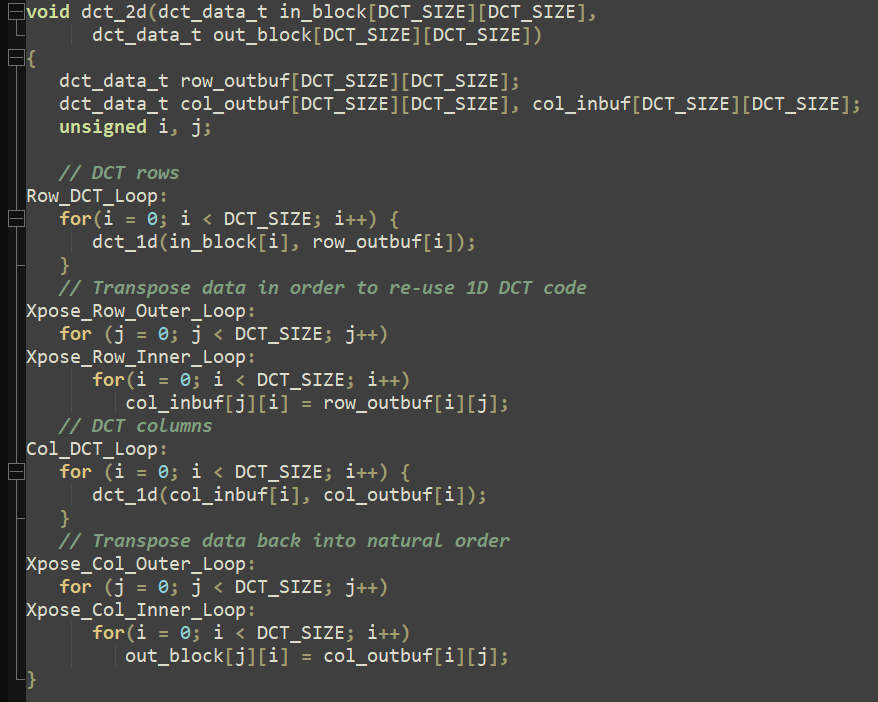 void dct_2d(dct_data_t in_block[DCT_SIZE][DCT_SIZE],
      dct_data_t out_block[DCT_SIZE][DCT_SIZE])
{
   dct_data_t row_outbuf[DCT_SIZE][DCT_SIZE];
   dct_data_t col_outbuf[DCT_SIZE][DCT_SIZE], col_inbuf[DCT_SIZE][DCT_SIZE];
   unsigned i, j;

   // DCT rows
Row_DCT_Loop:
   for(i = 0; i < DCT_SIZE; i++) {
      dct_1d(in_block[i], row_outbuf[i]);
   }
   // Transpose data in order to re-use 1D DCT code
Xpose_Row_Outer_Loop:
   for (j = 0; j < DCT_SIZE; j++)
Xpose_Row_Inner_Loop:
      for(i = 0; i < DCT_SIZE; i++)
         col_inbuf[j][i] = row_outbuf[i][j];
   // DCT columns
Col_DCT_Loop:
   for (i = 0; i < DCT_SIZE; i++) {
      dct_1d(col_inbuf[i], col_outbuf[i]);
   }
   // Transpose data back into natural order
Xpose_Col_Outer_Loop:
   for (j = 0; j < DCT_SIZE; j++)
Xpose_Col_Inner_Loop:
      for(i = 0; i < DCT_SIZE; i++)
         out_block[j][i] = col_outbuf[i][j];
}